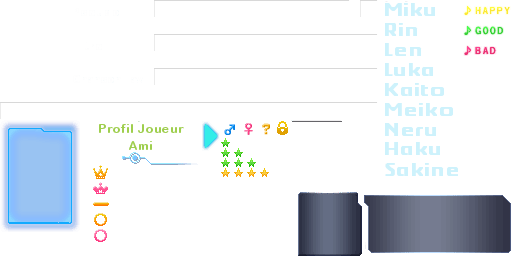 Miku
Rin
Len
Luka
Kaito
Meiko
Neru
Haku
Sakine
♪ HAPPY
♪ GOOD
♪ BAD
Profil Joueur
Ami
?